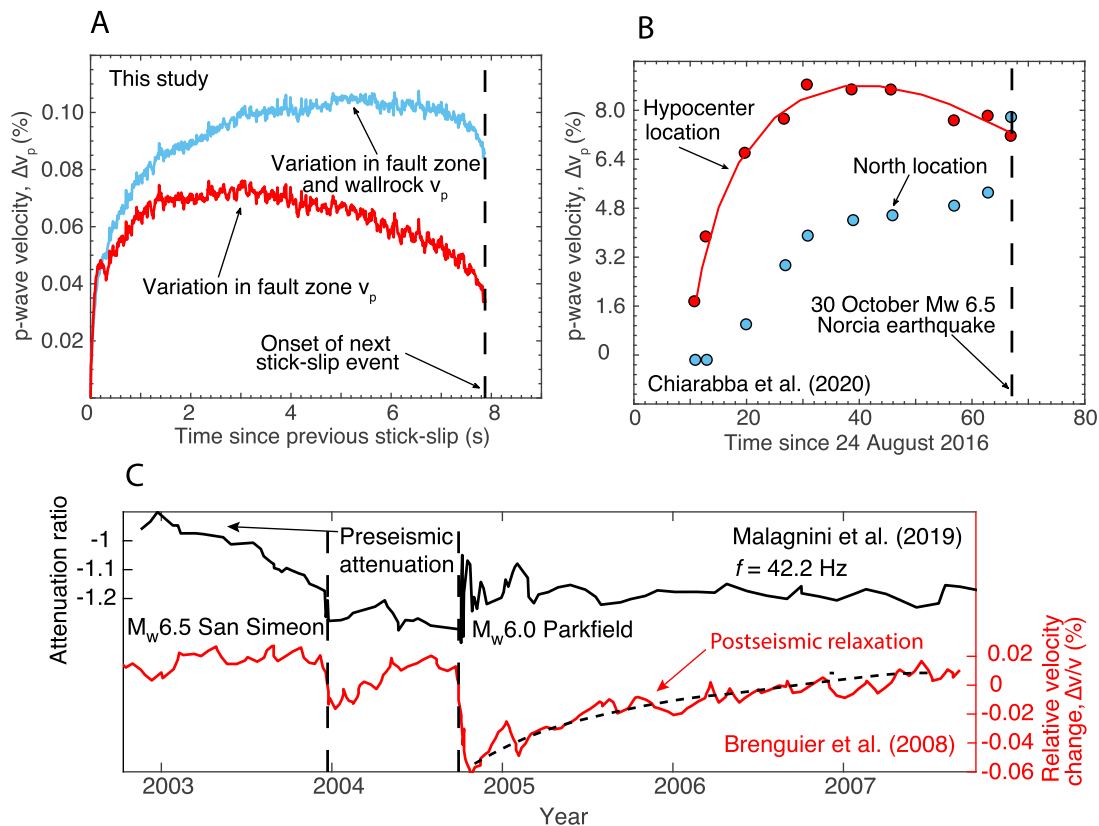 A
This study
0.10
0.08
0.06
0.04
0.02
p-wave velocity, Δvp (%)
Variation in fault zone
and wallrock vp
Variation in fault zone vp
Onset of next
stick-slip event
0 2 4 6 8
Time since previous stick-slip (s)
B
8.0
6.4
4.8
3.2
1.6
0
p-wave velocity, Δvp (%)
Hypocenter
location
North location
30 October Mw 6.5
Norcia earthquake
Chiarabba et al. (2020)
0 20 40 60 80
Time since 24 August 2016
C
Attenuation ratio
-1
-1.1
-1.2
Preseismic
attenuation
Malagnini et al. (2019)
f = 42.2 Hz
Mw6.5 San Simeon
Mw6.0 Parkfield
Postseismic relaxation
Brenguier et al. (2008)
0.02
0
-0.02
-0.04
-0.06
Relative velocity
change, Δv/v (%)
2003 2004 2005 2006 2007
Year